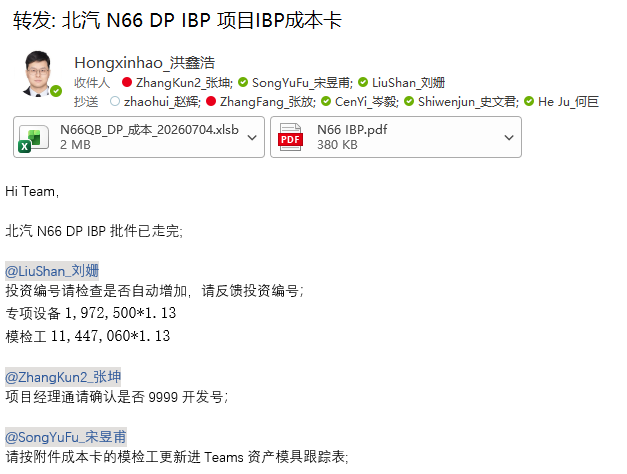 转发: 北汽 N66 DP IBP 项目IBP成本卡
Hongxinhao_洪鑫浩
收件人 ZhangKun2_张坤; SongYuFu_宋昱甫; LiuShan_刘姗
抄送 zhaohui_赵辉; ZhangFang_张放; CenYi_岑毅; Shiwenjun_史文君; He Ju_何巨
N66QB_DP_成本_20260704.xlsb
2 MB
N66 IBP.pdf
380 KB
Hi Team,
北汽 N66 DP IBP 批件已走完;
@LiuShan_刘姗
投资编号请检查是否自动增加，请反馈投资编号;
专项设备 1,972,500*1.13
模检工 11,447,060*1.13
@ZhangKun2_张坤
项目经理通请确认是否 9999 开发号;
@SongYuFu_宋昱甫
请按附件成本卡的模检工更新进 Teams 资产模具跟踪表;